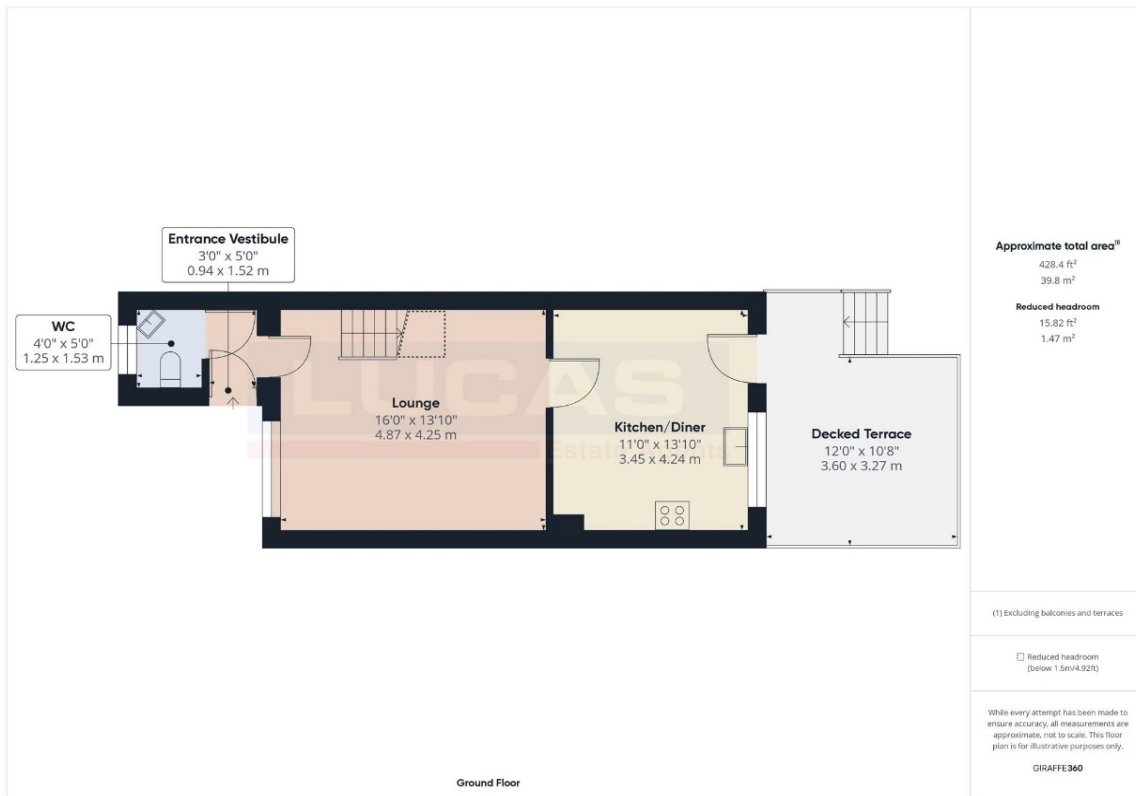 Entrance Vestibule
3'0" x 5'0"
0.94 x 1.52 m
WC
4'0" x 5'0"
1.25 x 1.53 m
LUCAS
Estate Agents
Lounge
16'0" x 13'10"
4.87 x 4.25 m
Kitchen/Diner
11'0" x 13'10"
3.45 x 4.24 m
Decked Terrace
12'0" x 10'8"
3.60 x 3.27 m
Ground Floor
Approximate total area(1)
428.4 ft²
39.8 m²
Reduced headroom
15.82 ft²
1.47 m²
(1) Excluding balconies and terraces
Reduced headroom
(below 1.5m/4.92ft)
While every attempt has been made to
ensure accuracy, all measurements are
approximate, not to scale. This floor
plan is for illustrative purposes only.
GIRAFFE360